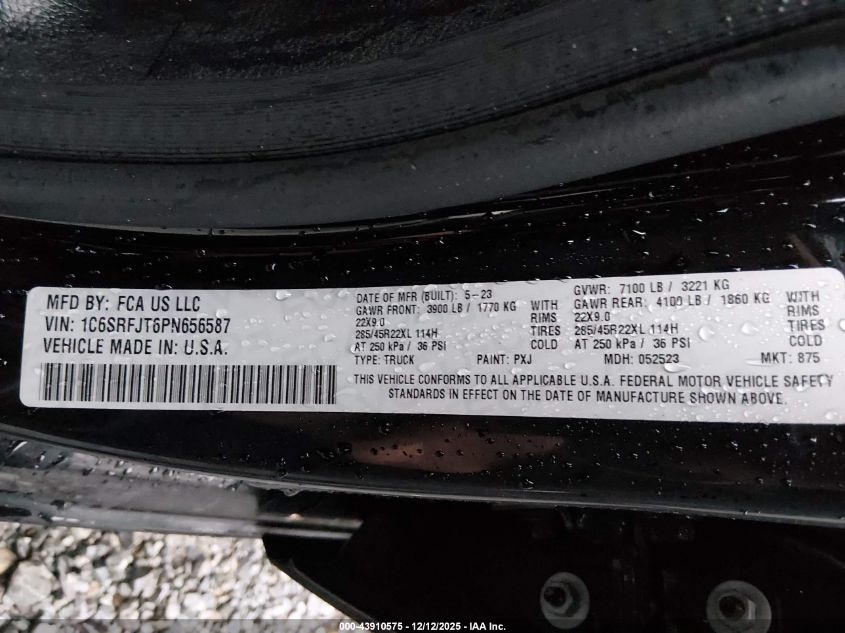 MFD BY: FCA US LLC
VIN: 1C6SRFJT6PN656587
VEHICLE MADE IN: U.S.A.
DATE OF MFR (BUILT): 5-23
GAWR FRONT: 3900 LB / 1770 KG WITH
22X9.0 RIMS
285/45R22XL 114H TIRES
AT 250 kPa / 36 PSI COLD
TYPE: TRUCK PAINT: PXJ
GVWR: 7100 LB / 3221 KG
GAWR REAR: 4100 LB / 1860 KG WITH
22X9.0 RIMS
285/45R22XL 114H TIRES
AT 250 kPa / 36 PSI COLD
MDH: 052523 MKT: 875
THIS VEHICLE CONFORMS TO ALL APPLICABLE U.S.A. FEDERAL MOTOR VEHICLE SAFETY
STANDARDS IN EFFECT ON THE DATE OF MANUFACTURE SHOWN ABOVE.
000-43910575 - 12/12/2025 - IAA Inc.